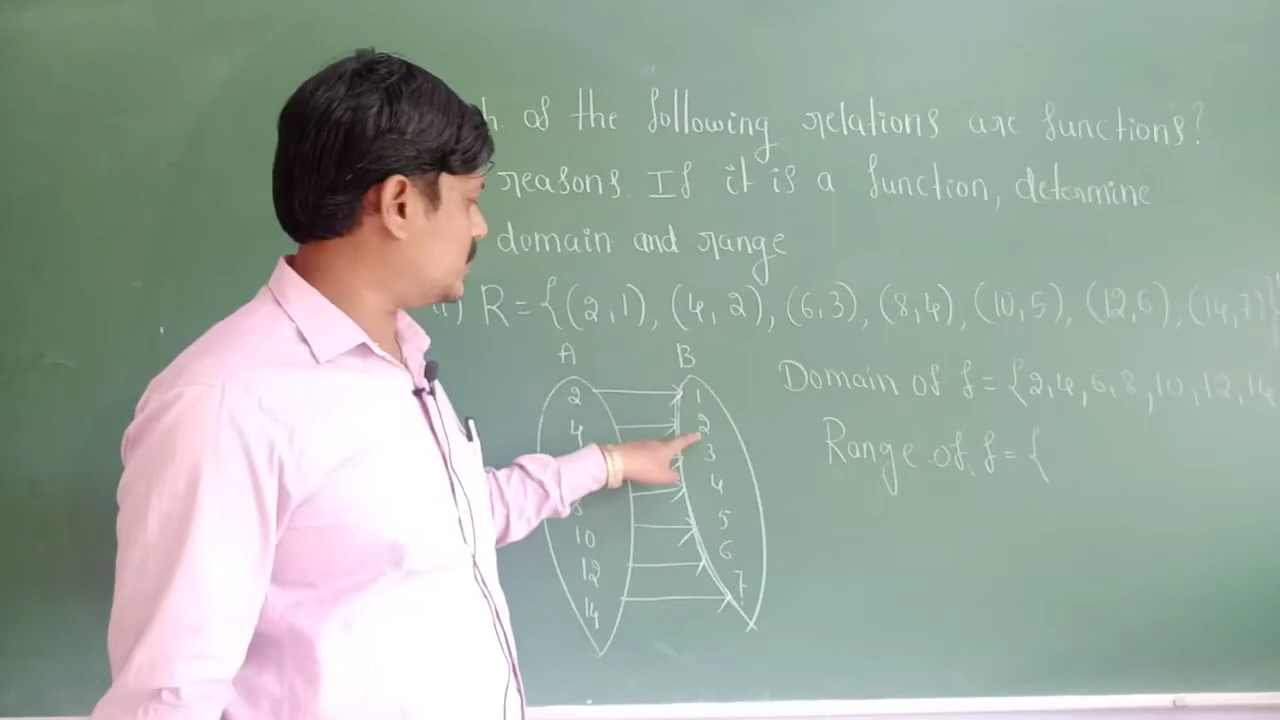 of the following relations are functions?
reasons. If it is a function, determine
domain and range
R = {(2,1), (4,2), (6,3), (8,4), (10,5), (12,6), (14,7)}
A B
Domain of f = {2,4,6,8,10,12,14
Range of f = {
2 1
4 2
3
4
8 5
10 6
12 7
14